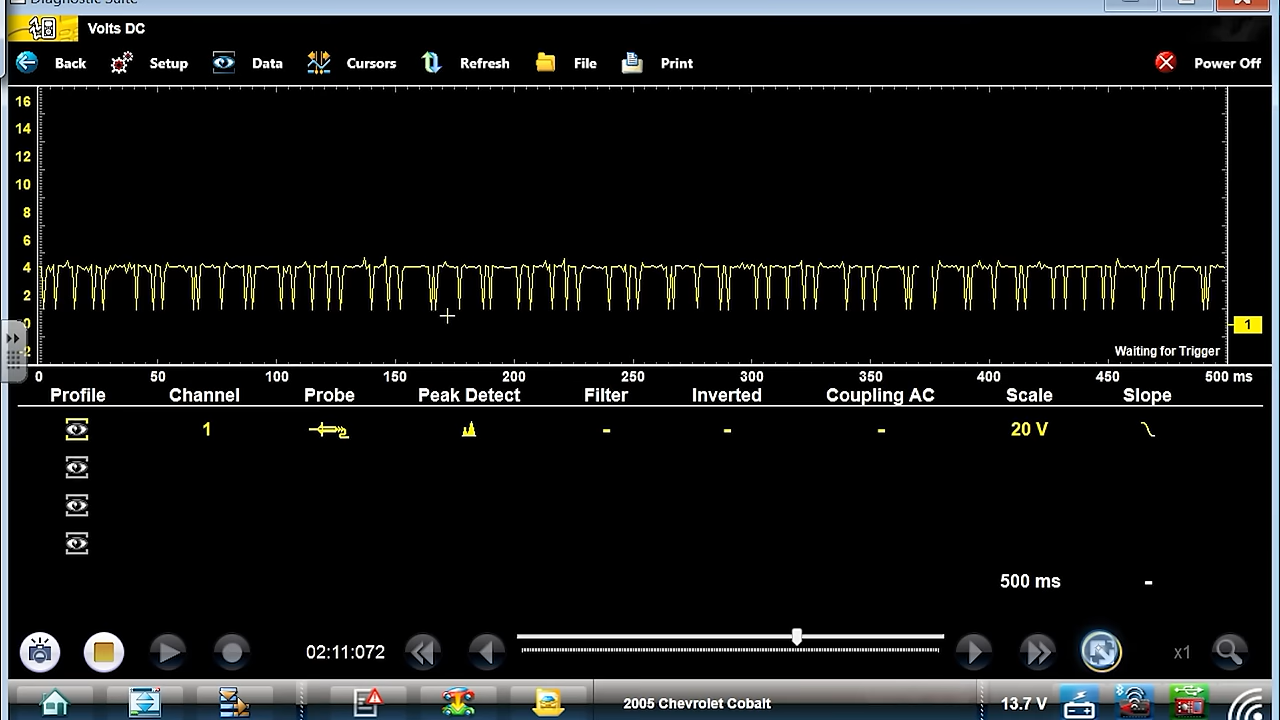 Diagnostic Suite
Volts DC
Back Setup Data Cursors Refresh File Print Power Off
16
14
12
10
8
6
4
2
0
-2
1
Waiting for Trigger
0 50 100 150 200 250 300 350 400 450 500 ms
Profile Channel Probe Peak Detect Filter Inverted Coupling AC Scale Slope
1 - - - 20 V
500 ms -
02:11:072 x1
2005 Chevrolet Cobalt 13.7 V